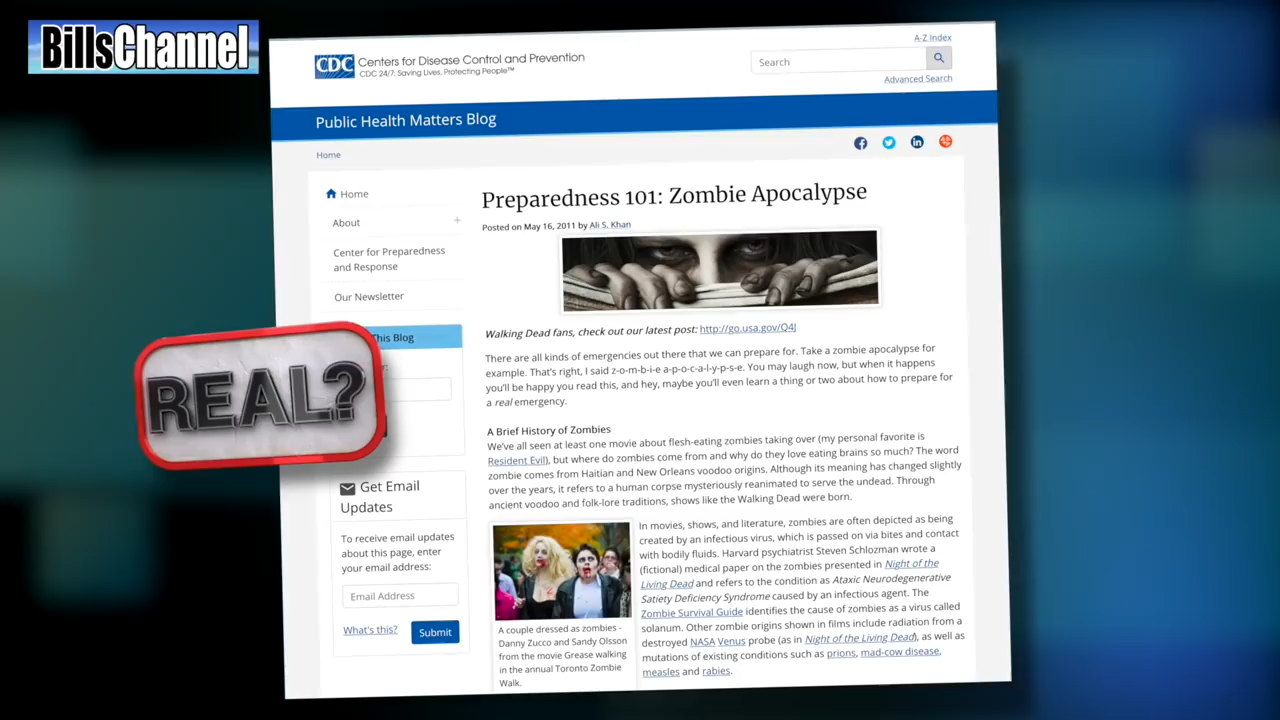 BillsChannel
CDC Centers for Disease Control and Prevention
CDC 24/7: Saving Lives, Protecting People™
A-Z Index
Search
Advanced Search
Public Health Matters Blog
Home
Home
About +
Center for Preparedness
and Response
Our Newsletter
This Blog
REAL?
Get Email
Updates
To receive email updates
about this page, enter
your email address:
Email Address
What's this?
Submit
Preparedness 101: Zombie Apocalypse
Posted on May 16, 2011 by Ali S. Khan
Walking Dead fans, check out our latest post: http://go.usa.gov/Q4J
There are all kinds of emergencies out there that we can prepare for. Take a zombie apocalypse for
example. That's right, I said z-o-m-b-i-e a-p-o-c-a-l-y-p-s-e. You may laugh now, but when it happens
you'll be happy you read this, and hey, maybe you'll even learn a thing or two about how to prepare for
a real emergency.
A Brief History of Zombies
We've all seen at least one movie about flesh-eating zombies taking over (my personal favorite is
Resident Evil), but where do zombies come from and why do they love eating brains so much? The word
zombie comes from Haitian and New Orleans voodoo origins. Although its meaning has changed slightly
over the years, it refers to a human corpse mysteriously reanimated to serve the undead. Through
ancient voodoo and folk-lore traditions, shows like the Walking Dead were born.
A couple dressed as zombies -
Danny Zucco and Sandy Olsson
from the movie Grease walking
in the annual Toronto Zombie
Walk.
In movies, shows, and literature, zombies are often depicted as being
created by an infectious virus, which is passed on via bites and contact
with bodily fluids. Harvard psychiatrist Steven Schlozman wrote a
(fictional) medical paper on the zombies presented in Night of the
Living Dead and refers to the condition as Ataxic Neurodegenerative
Satiety Deficiency Syndrome caused by an infectious agent. The
Zombie Survival Guide identifies the cause of zombies as a virus called
solanum. Other zombie origins shown in films include radiation from a
destroyed NASA Venus probe (as in Night of the Living Dead), as well as
mutations of existing conditions such as prions, mad-cow disease,
measles and rabies.